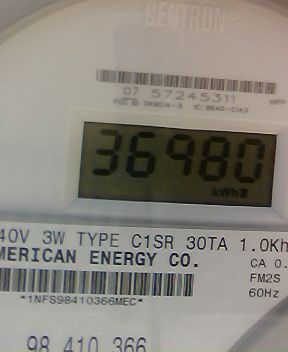 CENTRON
07 57245311
36980
kWh
40V 3W TYPE C1SR 30TA 1.0Kh
MERICAN ENERGY CO.
CA 0.
FM2S
60Hz
*1NFS98410366MEC*
98 410 366